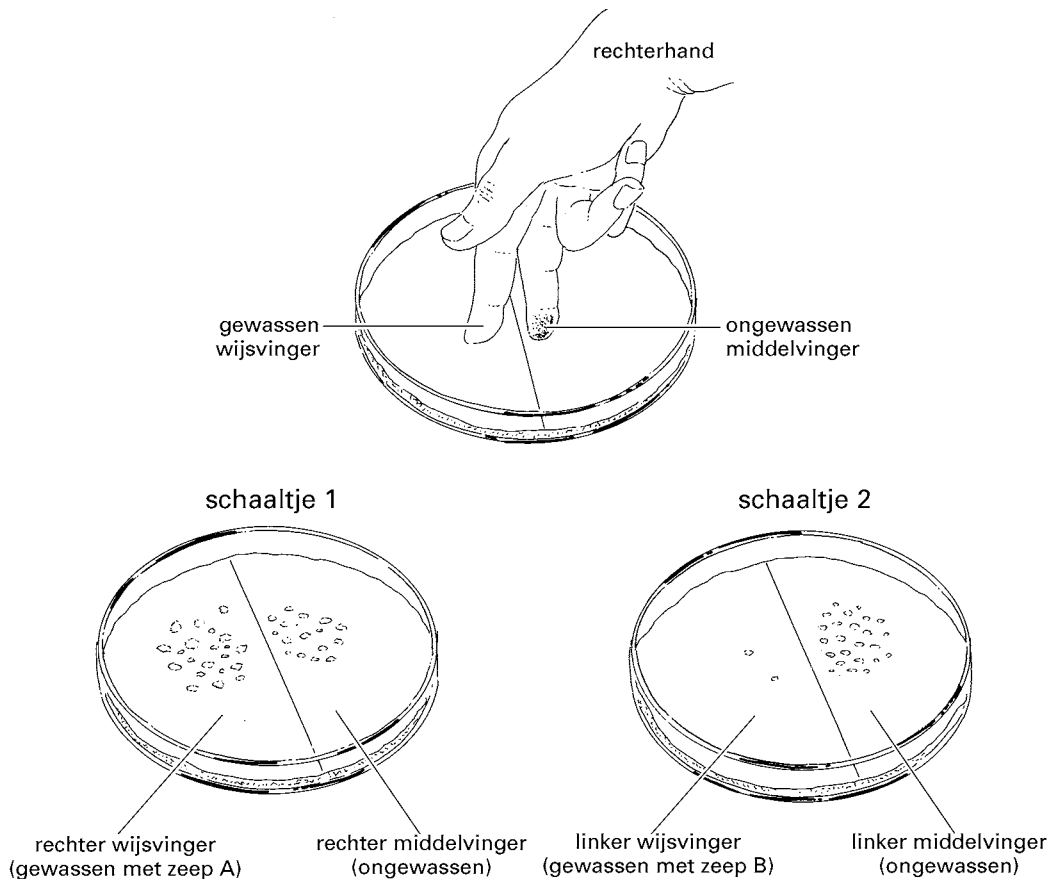 rechterhand
gewassen
wijsvinger
ongewassen
middelvinger
schaaltje 1
schaaltje 2
rechter wijsvinger
(gewassen met zeep A)
rechter middelvinger
(ongewassen)
linker wijsvinger
(gewassen met zeep B)
linker middelvinger
(ongewassen)